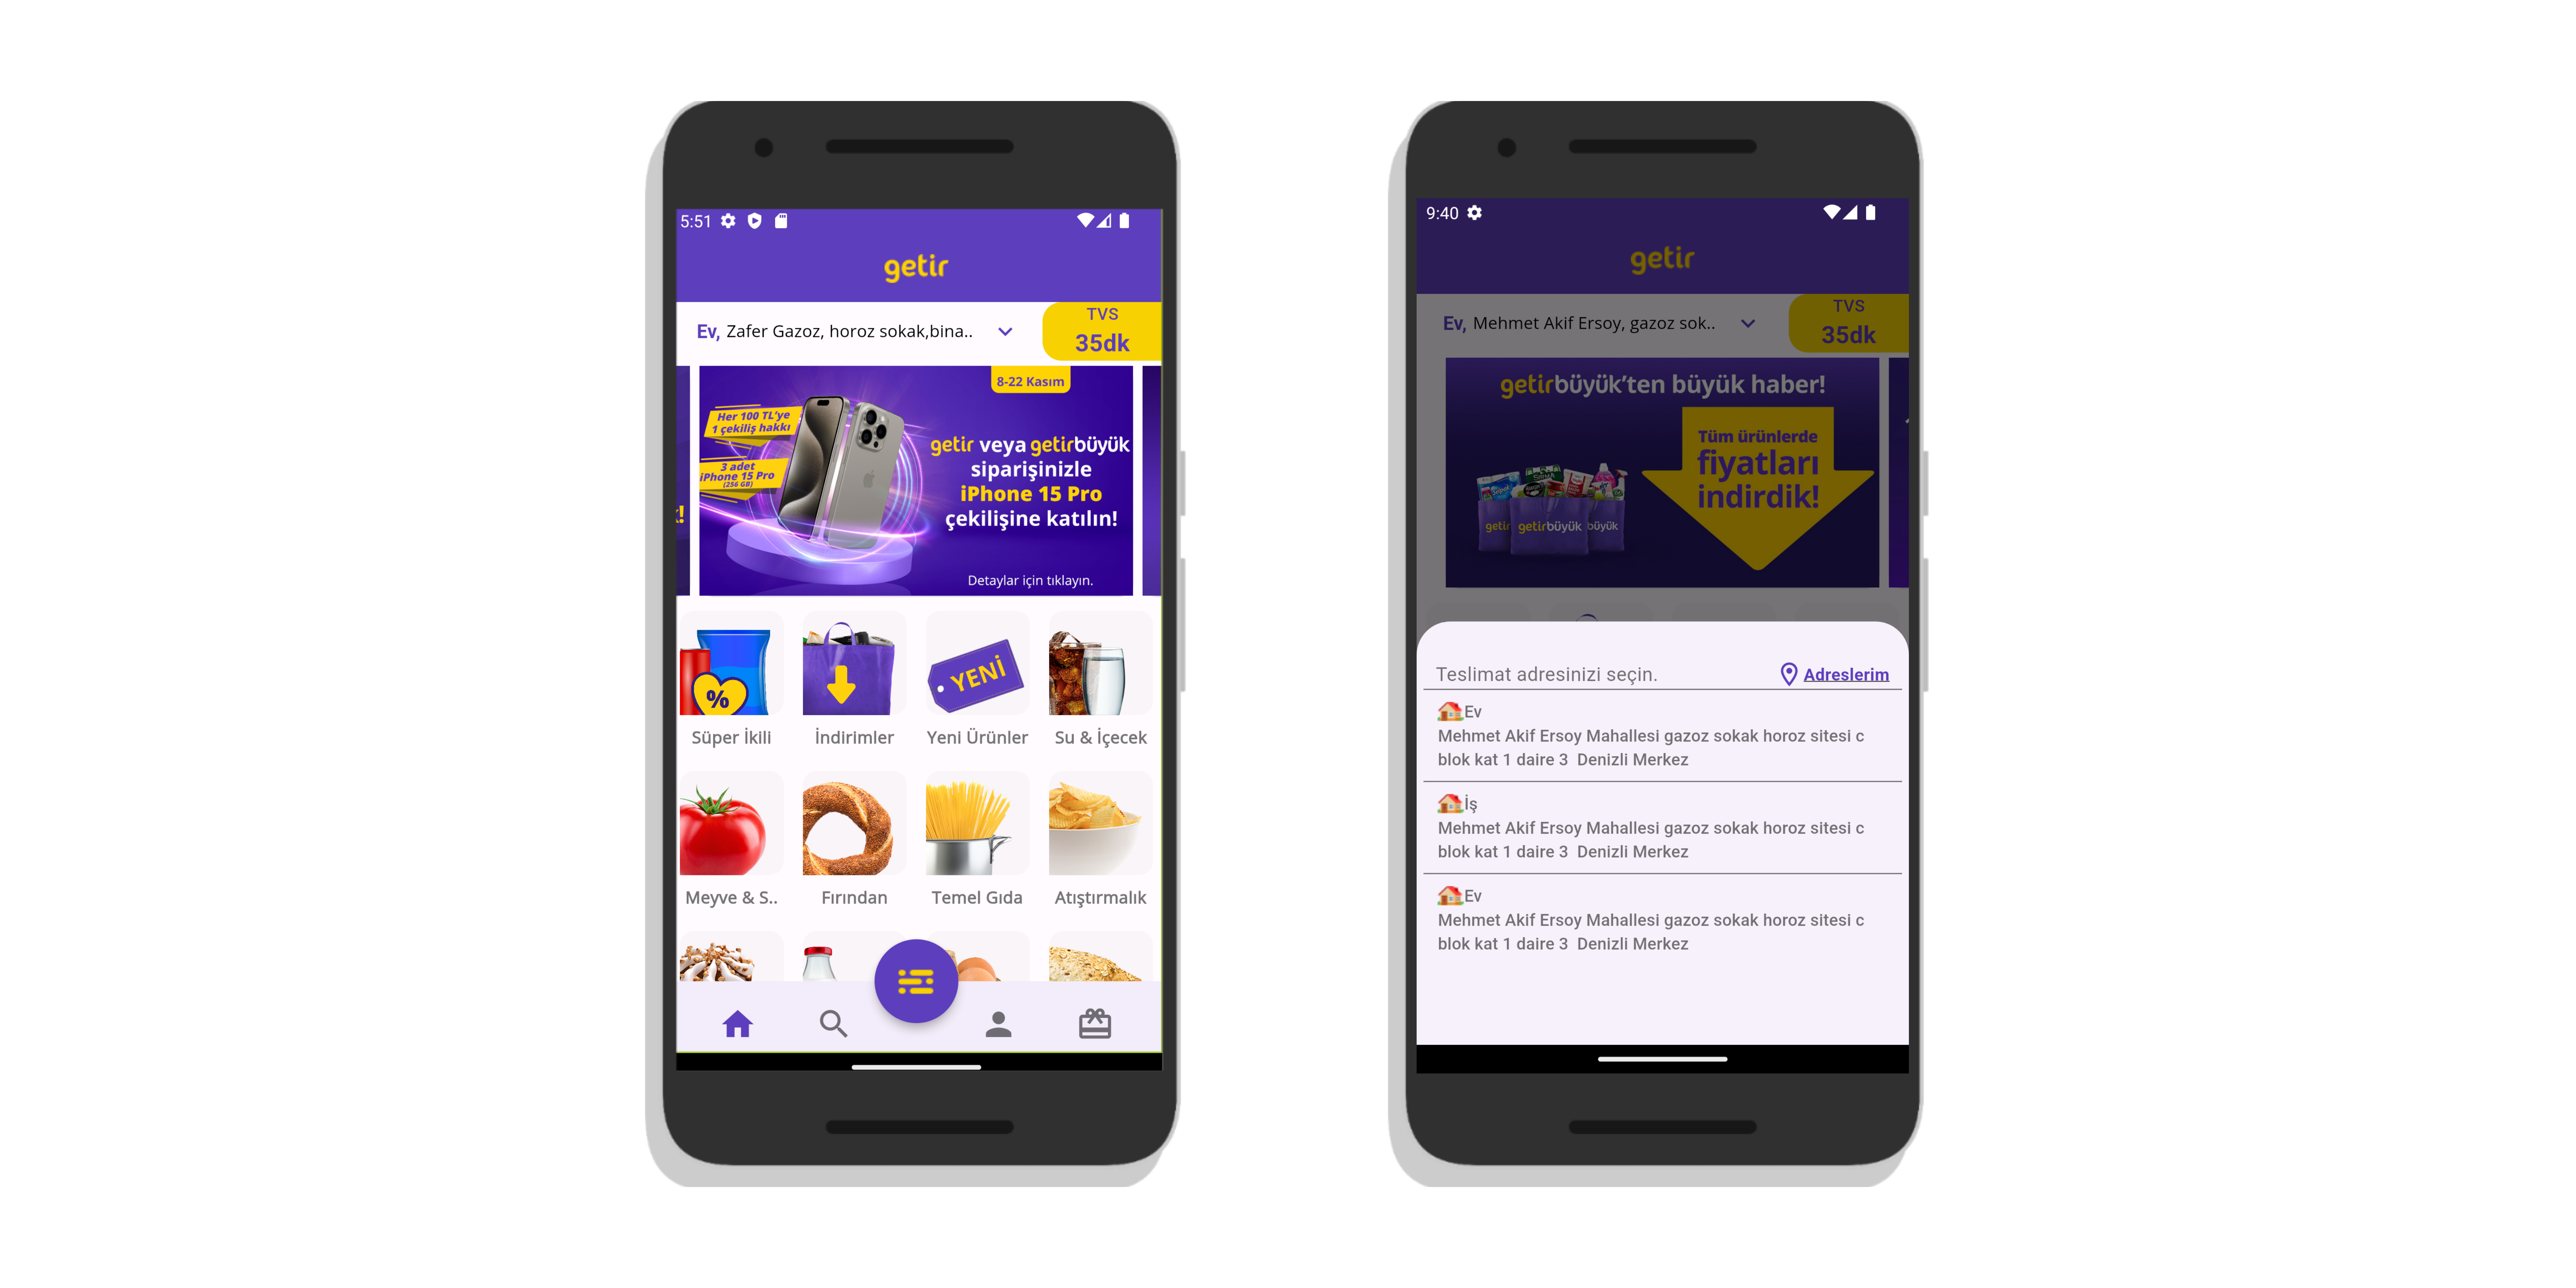 5:51
getir
Ev, Zafer Gazoz, horoz sokak,bina..
TVS
35dk
8-22 Kasım
Her 100 TL'ye
1 çekiliş hakkı
3 adet
iPhone 15 Pro
(256 GB)
getir veya getirbüyük
siparişinizle
iPhone 15 Pro
çekilişine katılın!
Detaylar için tıklayın.
%
YENİ
Süper İkili
İndirimler
Yeni Ürünler
Su & İçecek
Meyve & S..
Fırından
Temel Gıda
Atıştırmalık
9:40
getir
Ev, Mehmet Akif Ersoy, gazoz sok..
TVS
35dk
getirbüyük'ten büyük haber!
Tüm ürünlerde
fiyatları
indirdik!
getir getirbüyük büyük
Teslimat adresinizi seçin.
Adreslerim
Ev
Mehmet Akif Ersoy Mahallesi gazoz sokak horoz sitesi c
blok kat 1 daire 3 Denizli Merkez
İş
Mehmet Akif Ersoy Mahallesi gazoz sokak horoz sitesi c
blok kat 1 daire 3 Denizli Merkez
Ev
Mehmet Akif Ersoy Mahallesi gazoz sokak horoz sitesi c
blok kat 1 daire 3 Denizli Merkez